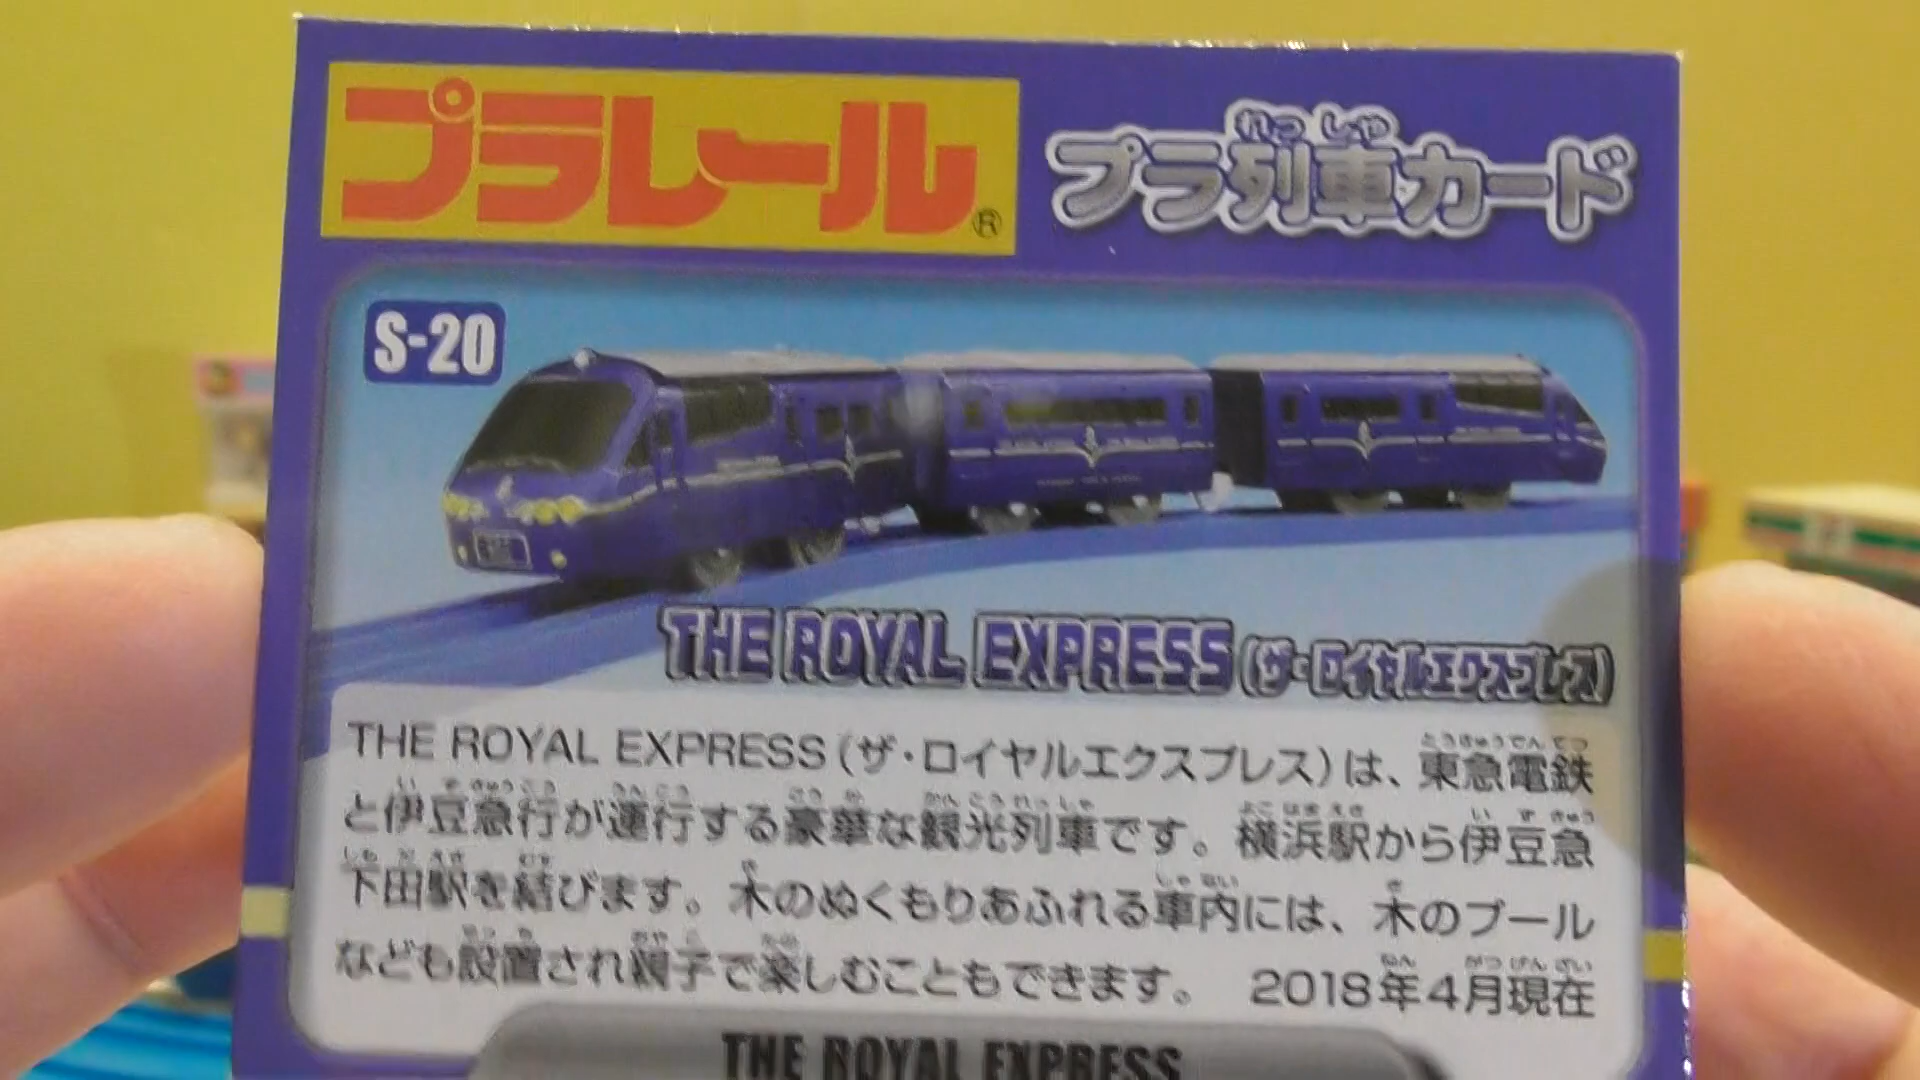 プラレール®
プラ列車カード
れっ しゃ
S-20
THE ROYAL EXPRESS (ザ・ロイヤルエクスプレス)
THE ROYAL EXPRESS (ザ・ロイヤルエクスプレス) は、東急電鉄
と伊豆急行が運行する豪華な観光列車です。横浜駅から伊豆急
下田駅を結びます。木のぬくもりあふれる車内には、木のプール
なども設置され親子で楽しむこともできます。 2018年4月現在
THE ROYAL EXPRESS